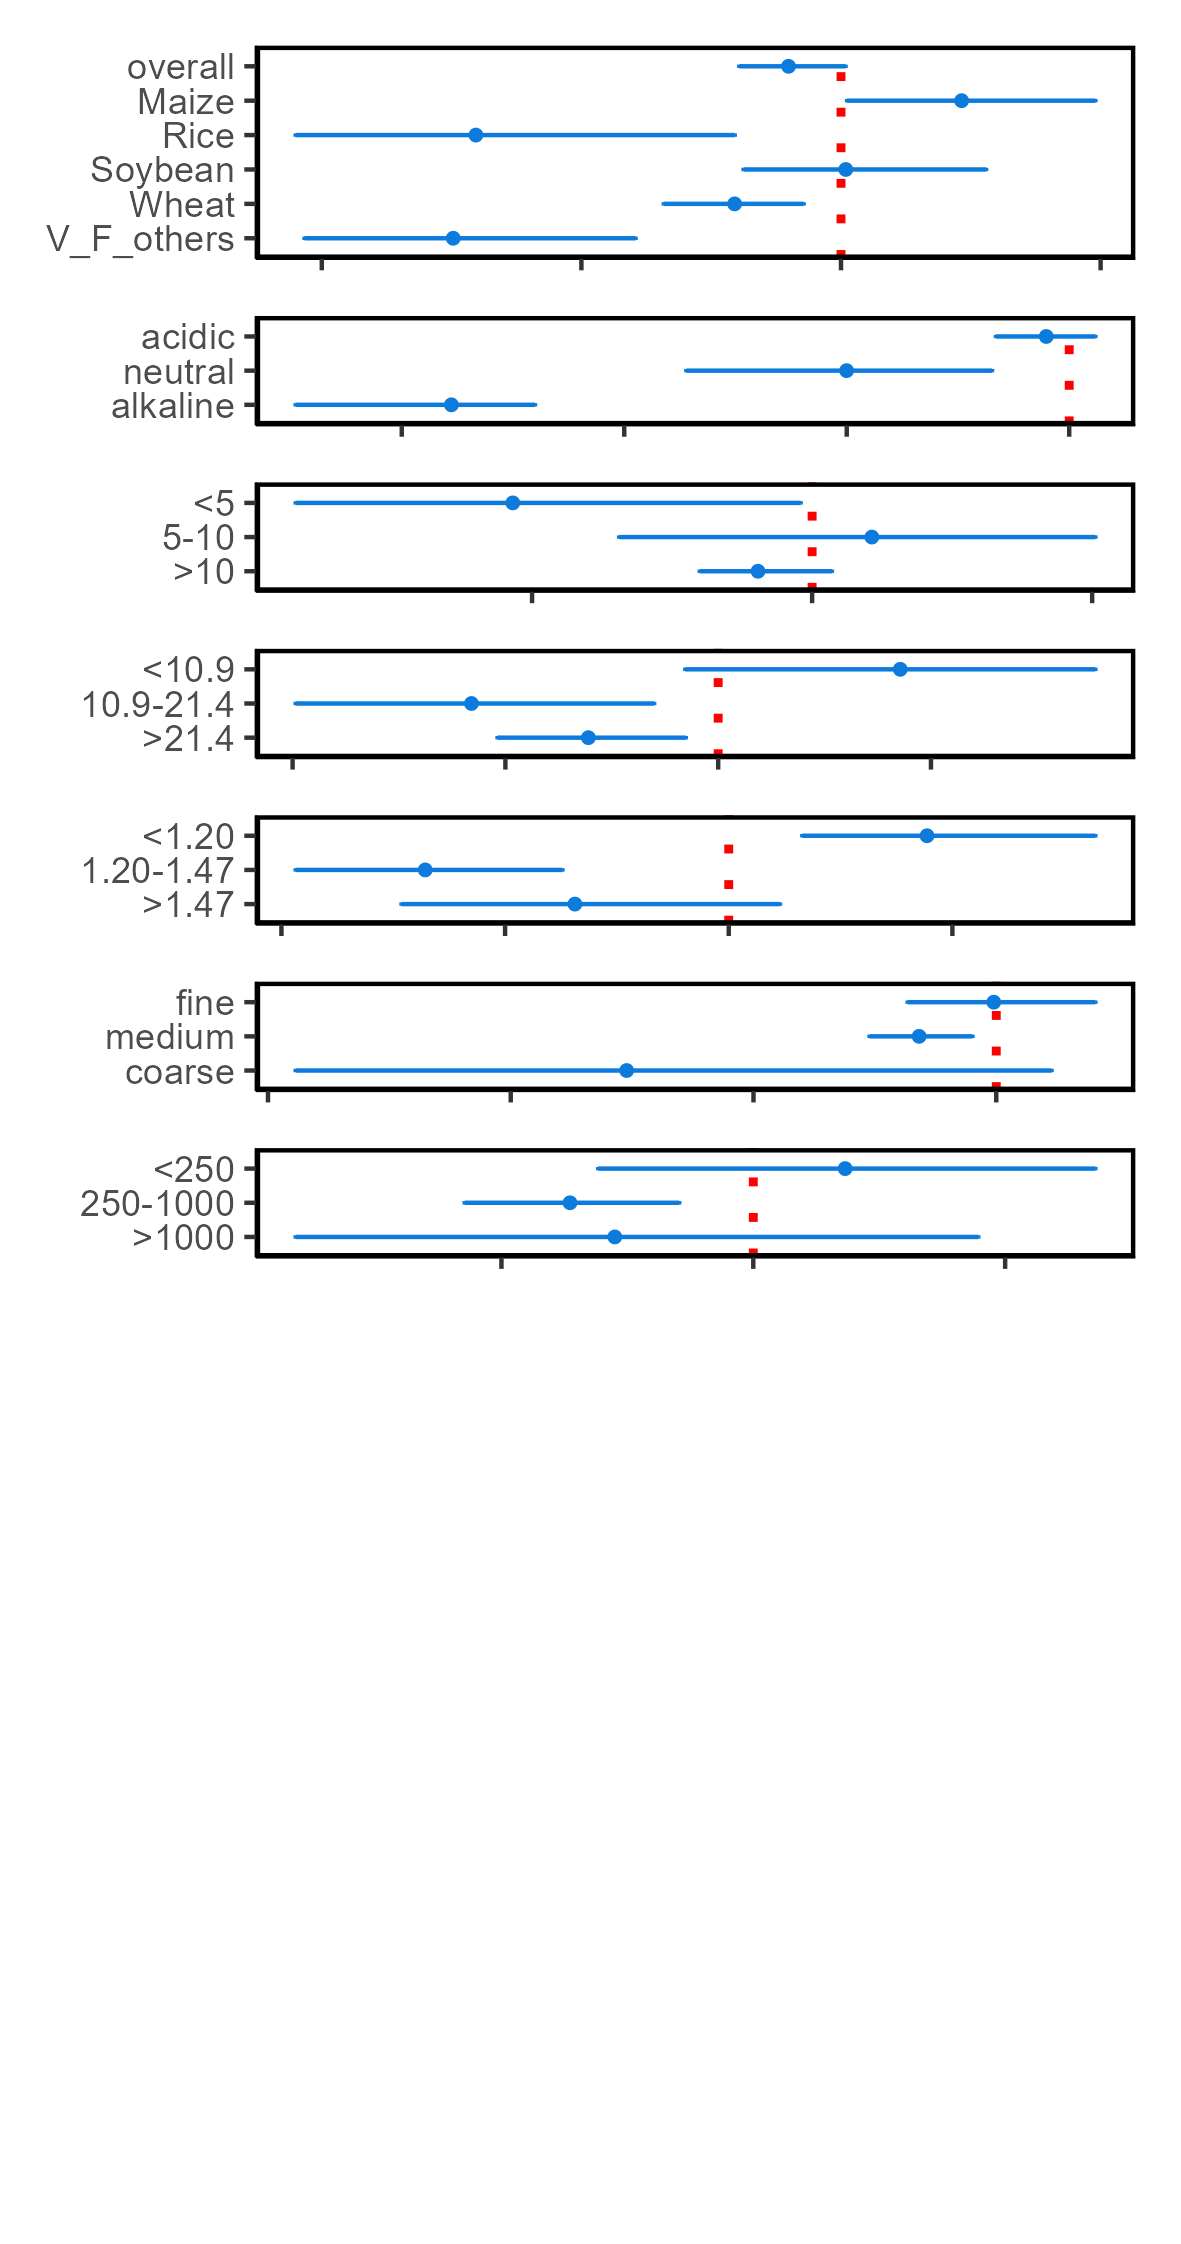 overall
Maize
Rice
Soybean
Wheat
V_F_others
acidic
neutral
alkaline
<5
5-10
>10
<10.9
10.9-21.4
>21.4
<1.20
1.20-1.47
>1.47
fine
medium
coarse
<250
250-1000
>1000